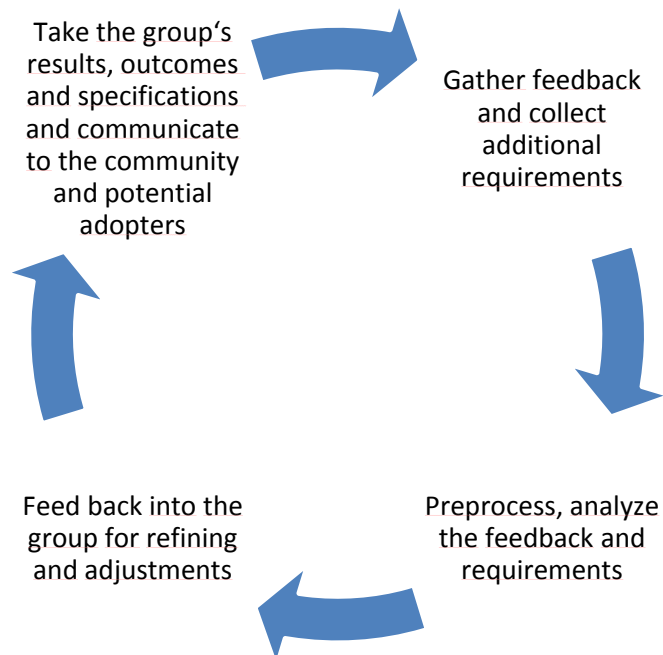 Take the group‘s
results, outcomes
and specifications
and communicate
to the community
and potential
adopters
Gather feedback
and collect
additional
requirements
Preprocess, analyze
the feedback and
requirements
Feed back into the
group for refining
and adjustments